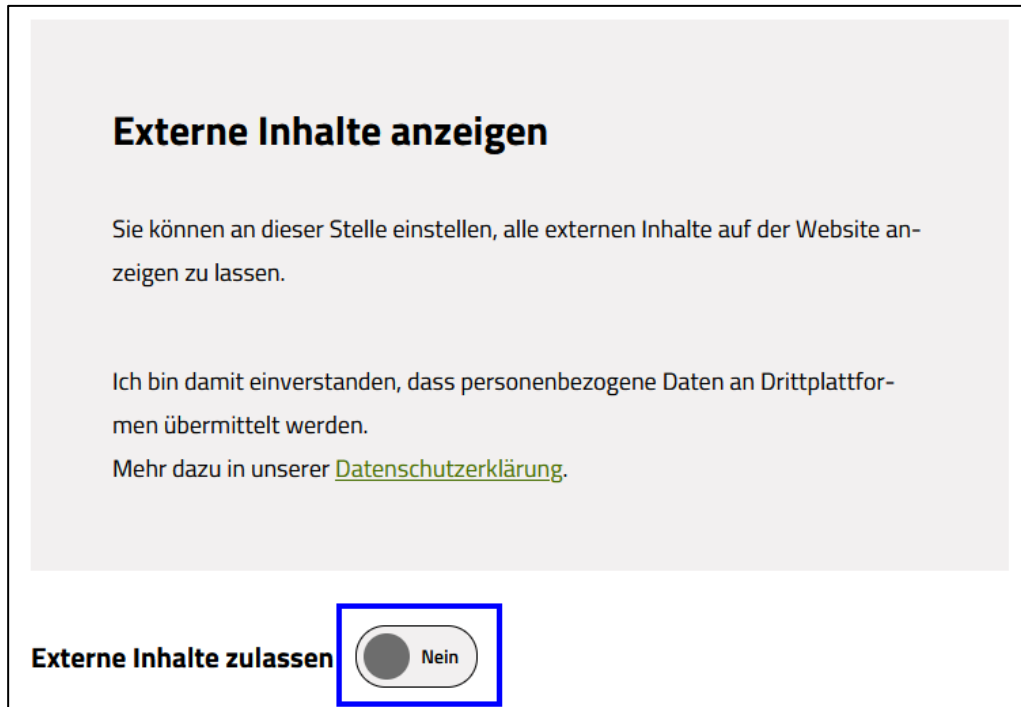 Externe Inhalte anzeigen
Sie können an dieser Stelle einstellen, alle externen Inhalte auf der Website an-
zeigen zu lassen.
Ich bin damit einverstanden, dass personenbezogene Daten an Drittplattfor-
men übermittelt werden.
Mehr dazu in unserer Datenschutzerklärung.
Externe Inhalte zulassen Nein